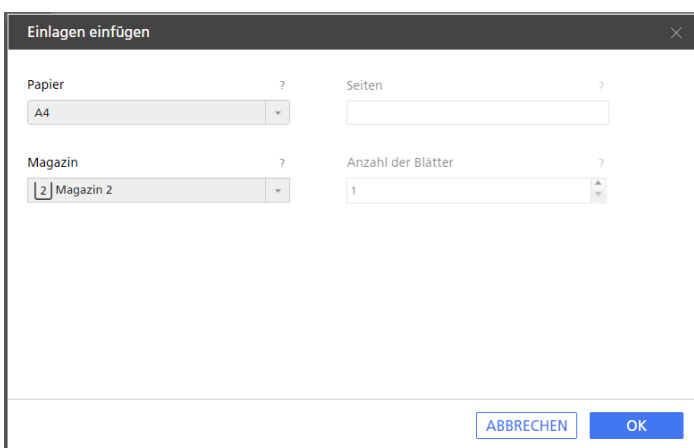 Einlagen einfügen
Papier ?
A4
Seiten ?
Magazin ?
2 Magazin 2
Anzahl der Blätter ?
1
ABBRECHEN OK